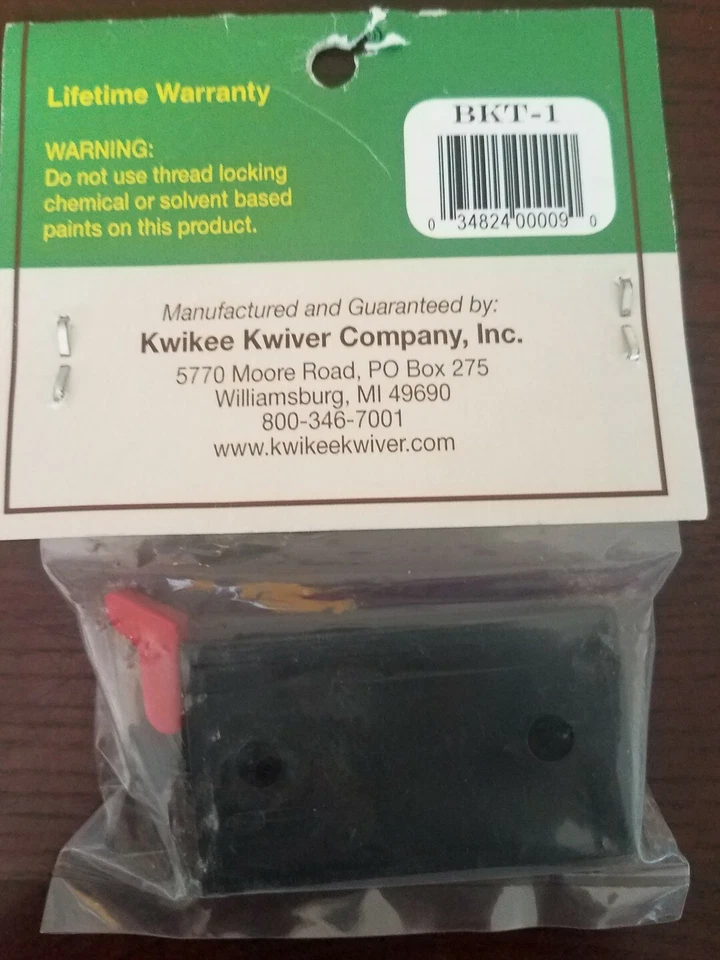 Lifetime Warranty
WARNING:
Do not use thread locking
chemical or solvent based
paints on this product.
BKT-1
0 34824 00009 0
Manufactured and Guaranteed by:
Kwikee Kwiver Company, Inc.
5770 Moore Road, PO Box 275
Williamsburg, MI 49690
800-346-7001
www.kwikeekwiver.com